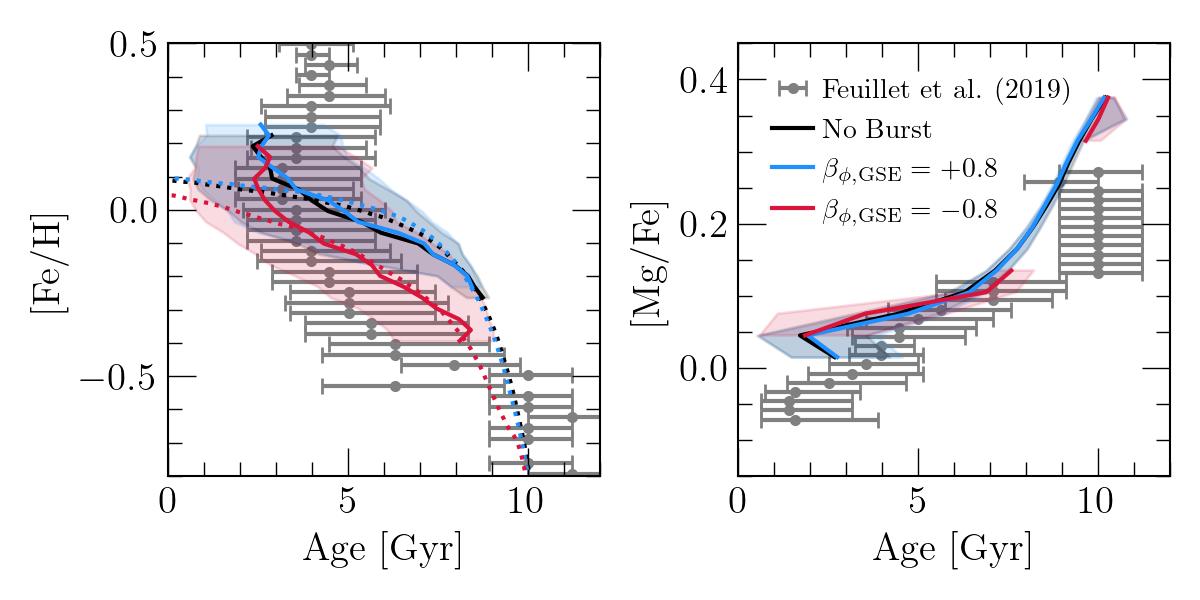 0.5
0.0
−0.5
[Fe/H]
0
5
10
Age [Gyr]
0.4
0.2
0.0
[Mg/Fe]
Feuillet et al. (2019)
No Burst
βϕ,GSE = +0.8
βϕ,GSE = −0.8
0
5
10
Age [Gyr]